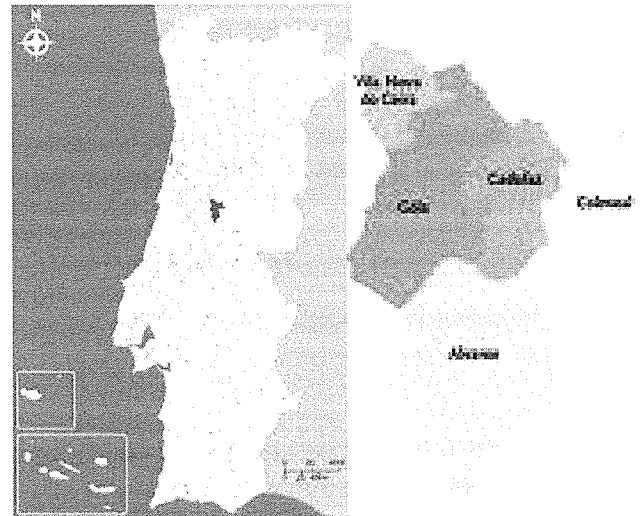 N
Vila Nova
do Ceira
Cadafaz
Góis
Colmeal
Alvares